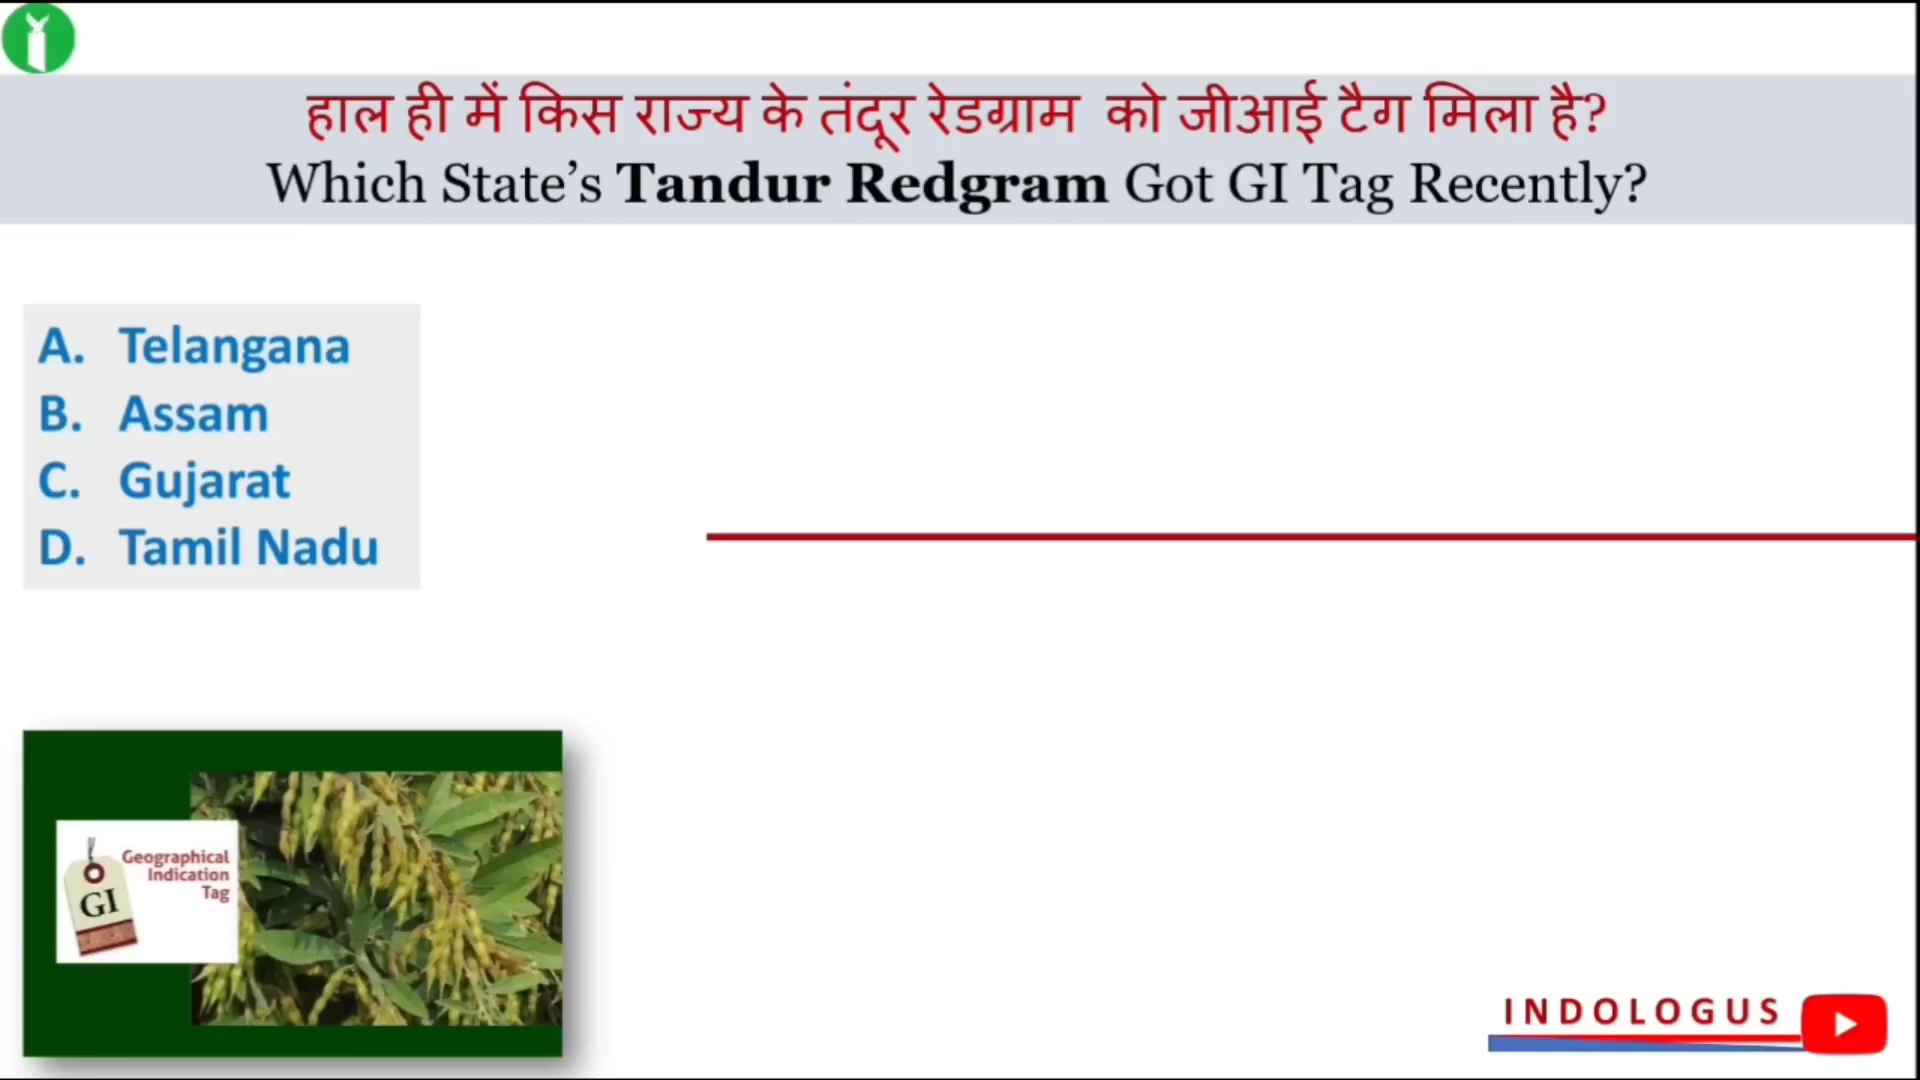 हाल ही में किस राज्य के तंदूर रेडग्राम को जीआई टैग मिला है?
Which State’s Tandur Redgram Got GI Tag Recently?
A. Telangana
B. Assam
C. Gujarat
D. Tamil Nadu
Geographical
Indication
Tag
GI
INDOLOGUS